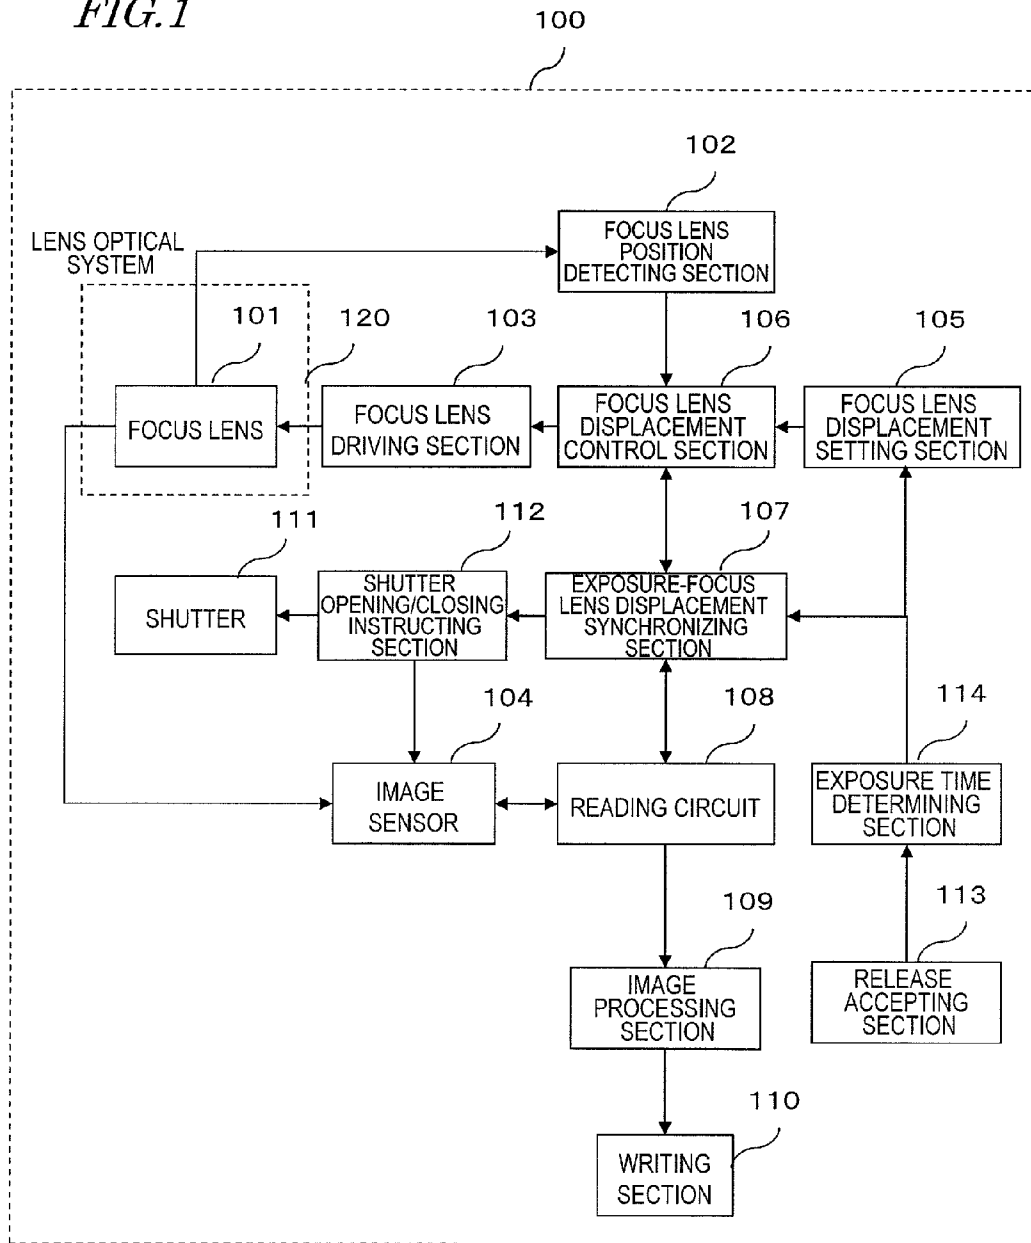 FIG.1
100
102
FOCUS LENS
POSITION
DETECTING SECTION
LENS OPTICAL
SYSTEM
101
120
103
106
105
FOCUS LENS
FOCUS LENS
DRIVING SECTION
FOCUS LENS
DISPLACEMENT
CONTROL SECTION
FOCUS LENS
DISPLACEMENT
SETTING SECTION
111
112
107
SHUTTER
SHUTTER
OPENING/CLOSING
INSTRUCTING
SECTION
EXPOSURE-FOCUS
LENS DISPLACEMENT
SYNCHRONIZING
SECTION
104
108
114
IMAGE
SENSOR
READING CIRCUIT
EXPOSURE TIME
DETERMINING
SECTION
109
113
IMAGE
PROCESSING
SECTION
RELEASE
ACCEPTING
SECTION
110
WRITING
SECTION